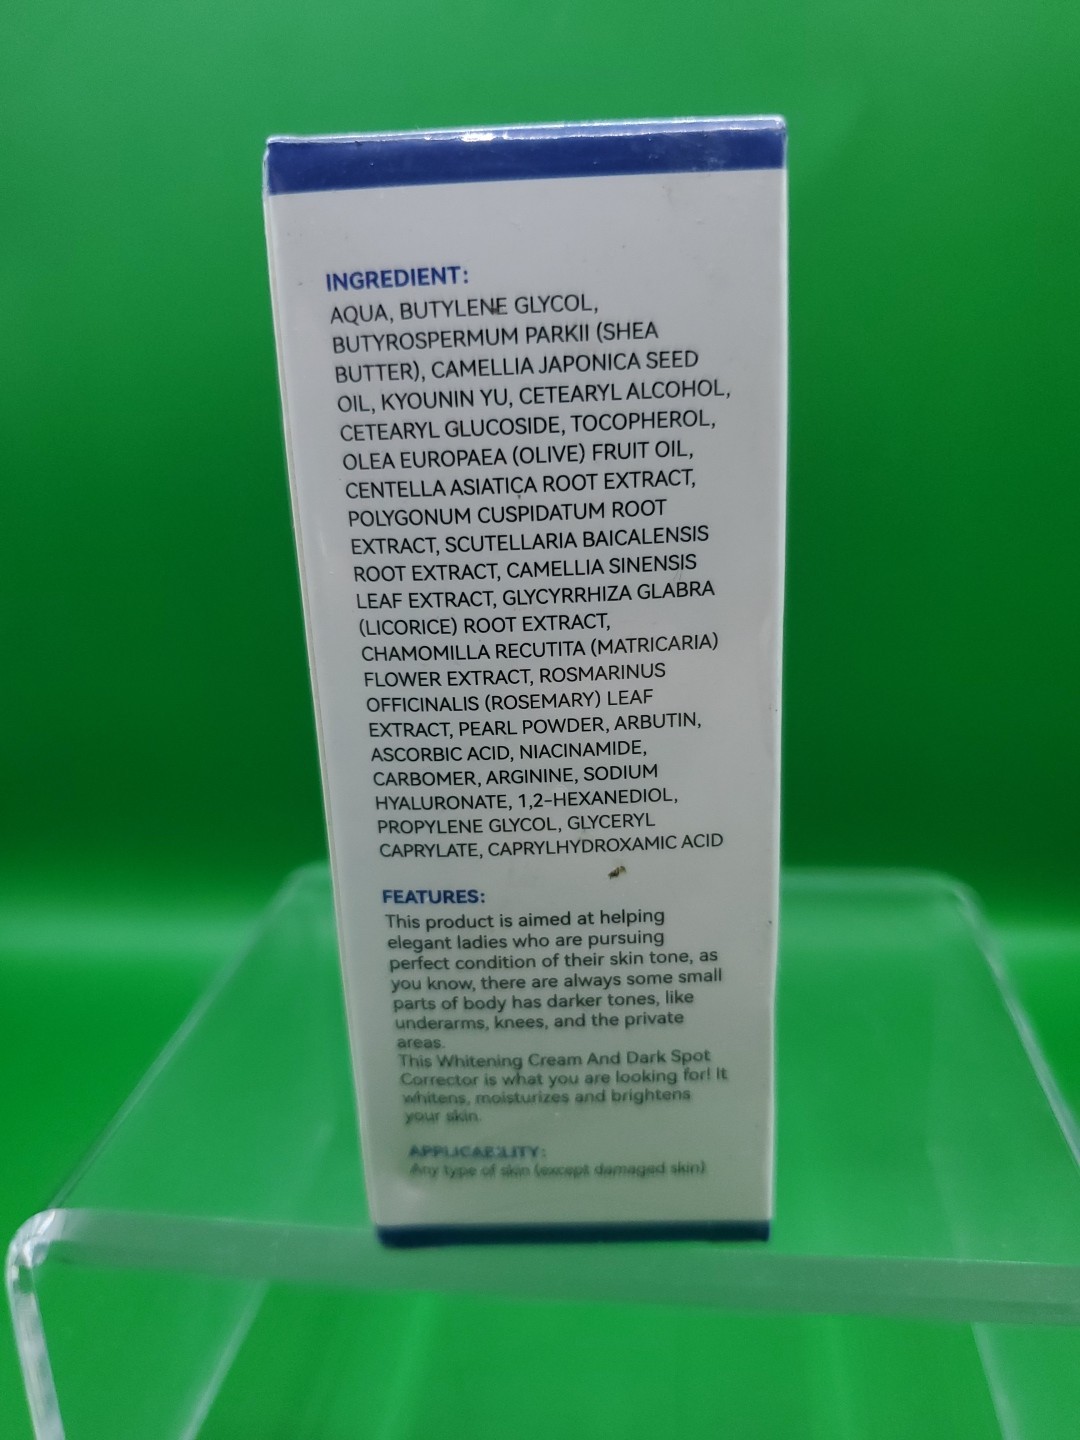 INGREDIENT:
AQUA, BUTYLENE GLYCOL,
BUTYROSPERMUM PARKII (SHEA
BUTTER), CAMELLIA JAPONICA SEED
OIL, KYOUNIN YU, CETEARYL ALCOHOL,
CETEARYL GLUCOSIDE, TOCOPHEROL,
OLEA EUROPAEA (OLIVE) FRUIT OIL,
CENTELLA ASIATICA ROOT EXTRACT,
POLYGONUM CUSPIDATUM ROOT
EXTRACT, SCUTELLARIA BAICALENSIS
ROOT EXTRACT, CAMELLIA SINENSIS
LEAF EXTRACT, GLYCYRRHIZA GLABRA
(LICORICE) ROOT EXTRACT,
CHAMOMILLA RECUTITA (MATRICARIA)
FLOWER EXTRACT, ROSMARINUS
OFFICINALIS (ROSEMARY) LEAF
EXTRACT, PEARL POWDER, ARBUTIN,
ASCORBIC ACID, NIACINAMIDE,
CARBOMER, ARGININE, SODIUM
HYALURONATE, 1,2-HEXANEDIOL,
PROPYLENE GLYCOL, GLYCERYL
CAPRYLATE, CAPRYLHYDROXAMIC ACID
FEATURES:
This product is aimed at helping
elegant ladies who are pursuing
perfect condition of their skin tone, as
you know, there are always some small
parts of body has darker tones, like
underarms, knees, and the private
areas.
This Whitening Cream And Dark Spot
Corrector is what you are looking for! It
whitens, moisturizes and brightens
your skin.
APPLICABILITY:
Any type of skin (except damaged skin)